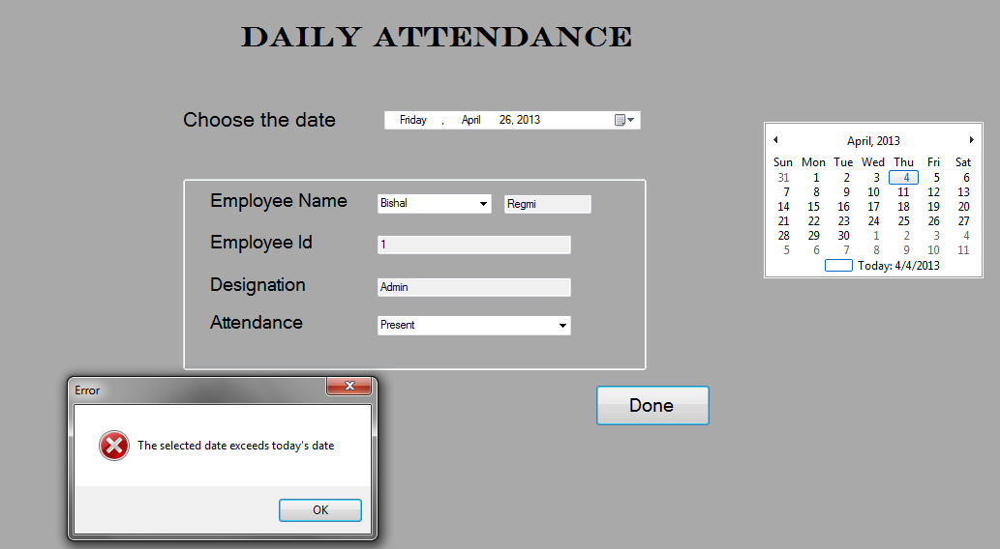 DAILY ATTENDANCE
Choose the date
Friday , April 26, 2013
Employee Name Bishal Regmi
Employee Id 1
Designation Admin
Attendance Present
Done
April, 2013
Sun Mon Tue Wed Thu Fri Sat
31 1 2 3 4 5 6
7 8 9 10 11 12 13
14 15 16 17 18 19 20
21 22 23 24 25 26 27
28 29 30 1 2 3 4
5 6 7 8 9 10 11
Today: 4/4/2013
Error
The selected date exceeds today's date
OK